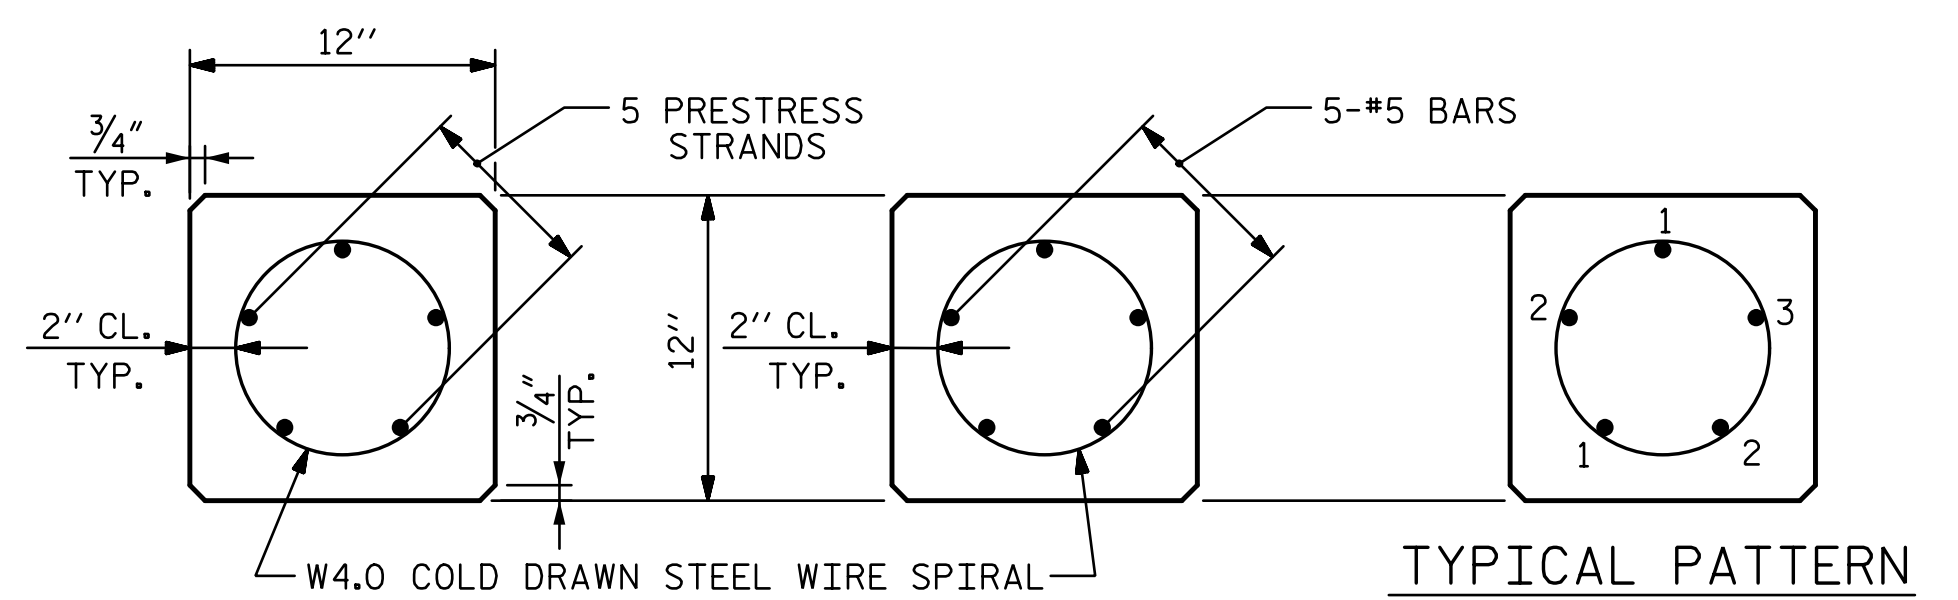 12"
3/4"
TYP.
5 PRESTRESS
STRANDS
5-#5 BARS
2" CL.
TYP.
3/4"
TYP.
12"
2" CL.
TYP.
1
2
3
1
2
W4.0 COLD DRAWN STEEL WIRE SPIRAL
TYPICAL PATTERN